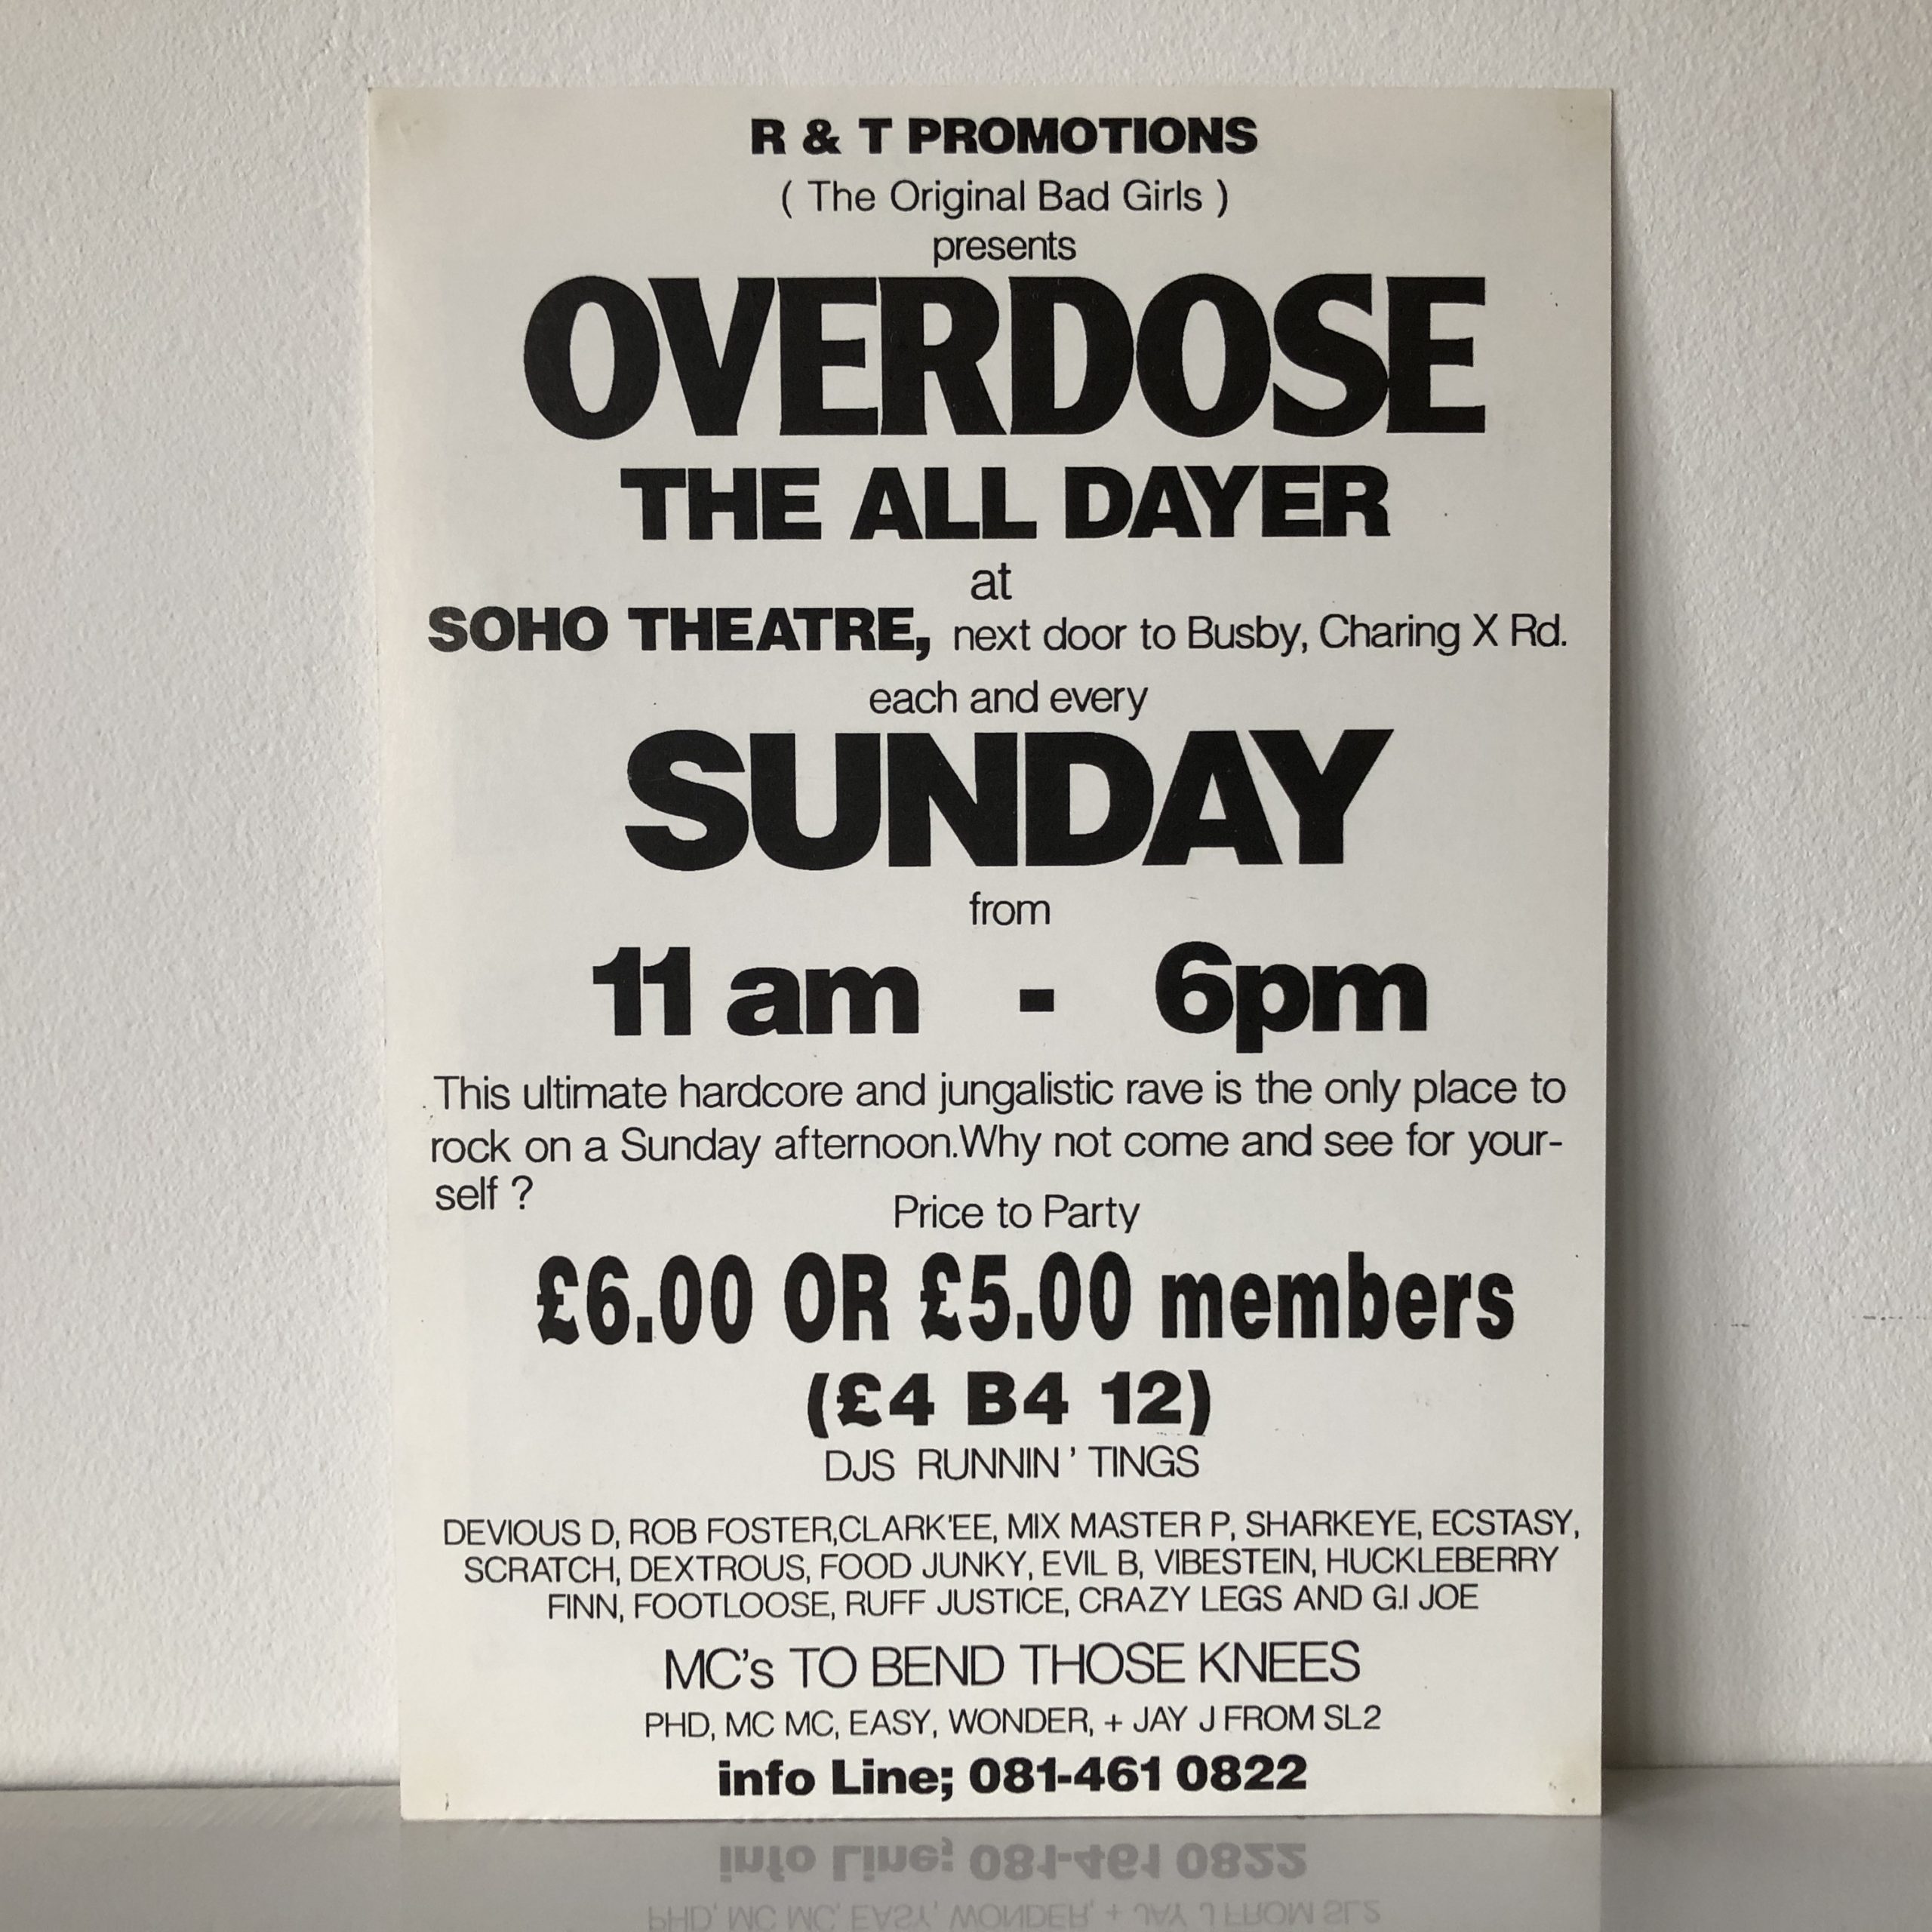 R & T PROMOTIONS
( The Original Bad Girls )
presents
OVERDOSE
THE ALL DAYER
at
SOHO THEATRE, next door to Busby, Charing X Rd.
each and every
SUNDAY
from
11 am - 6pm
This ultimate hardcore and jungalistic rave is the only place to
rock on a Sunday afternoon.Why not come and see for your-
self ?
Price to Party
£6.00 OR £5.00 members
(£4 B4 12)
DJS RUNNIN' TINGS
DEVIOUS D, ROB FOSTER,CLARK'EE, MIX MASTER P, SHARKEYE, ECSTASY,
SCRATCH, DEXTROUS, FOOD JUNKY, EVIL B, VIBESTEIN, HUCKLEBERRY
FINN, FOOTLOOSE, RUFF JUSTICE, CRAZY LEGS AND G.I JOE
MC's TO BEND THOSE KNEES
PHD, MC MC, EASY, WONDER, + JAY J FROM SL2
info Line; 081-461 0822